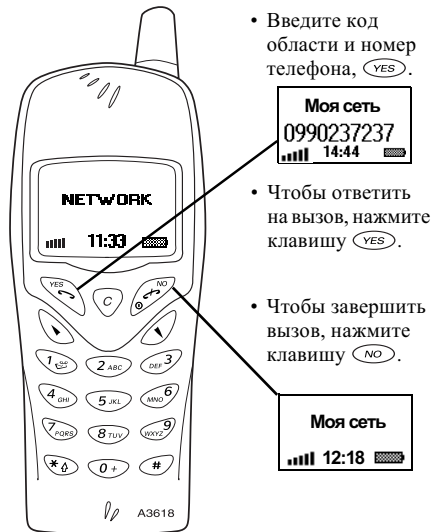 NETWORK
11:33
YES
C
NO
1
2 ABC
DEF 3
4 GHI
5 JKL
MNO 6
7 PQRS
8 TUV
WXYZ 9
*
0 +
#
A3618
• Введите код
области и номер
телефона, YES.
Моя сеть
0990237237
14:44
• Чтобы ответить
на вызов, нажмите
клавишу YES.
• Чтобы завершить
вызов, нажмите
клавишу NO.
Моя сеть
12:18